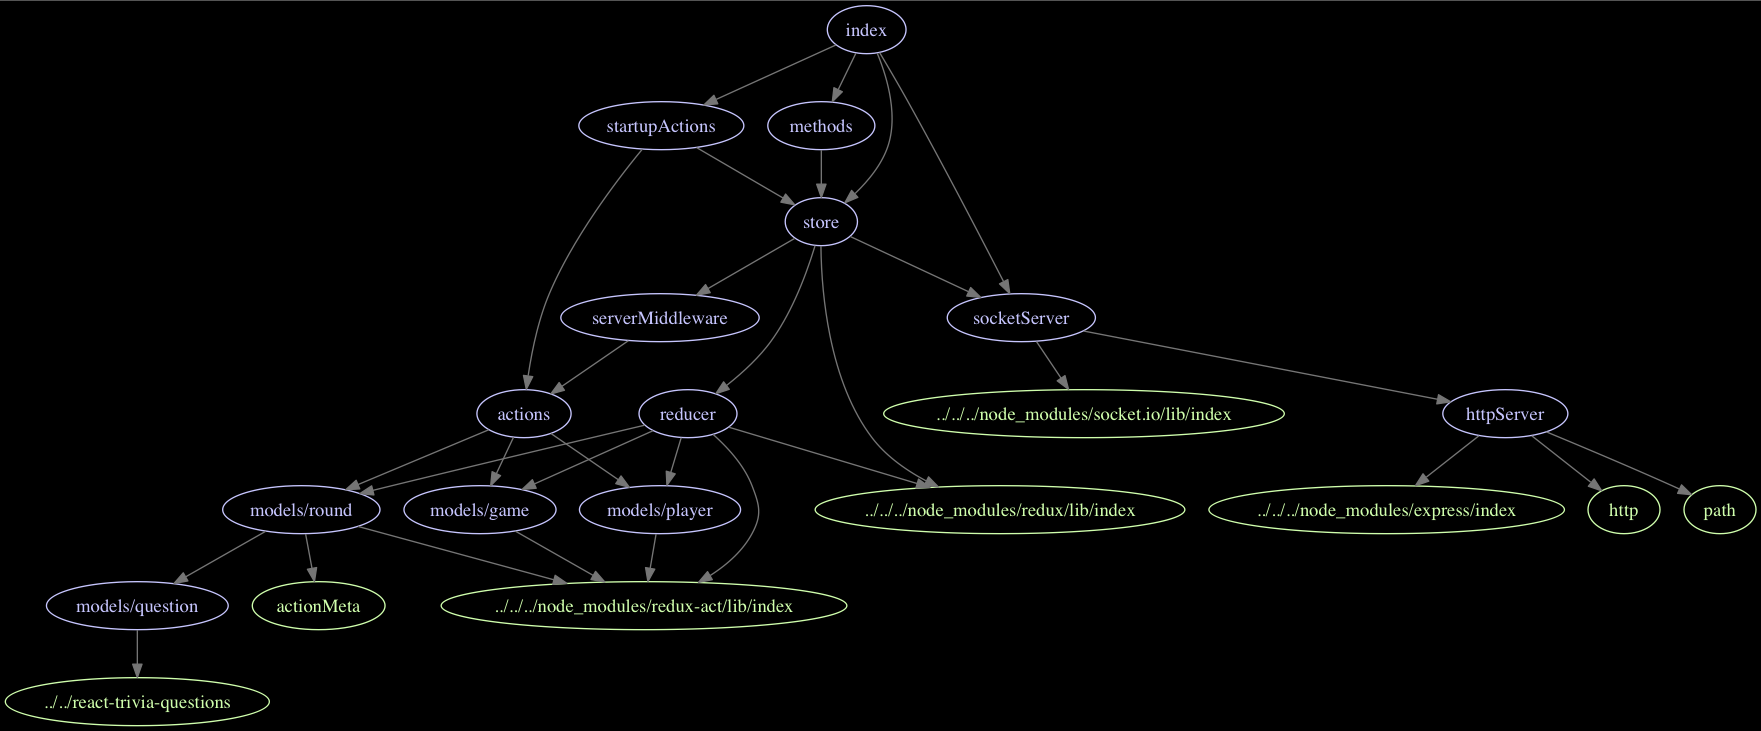 index
startupActions
methods
store
serverMiddleware
socketServer
actions
reducer
../../../node_modules/socket.io/lib/index
httpServer
models/round
models/game
models/player
../../../node_modules/redux/lib/index
../../../node_modules/express/index
http
path
models/question
actionMeta
../../../node_modules/redux-act/lib/index
../../react-trivia-questions